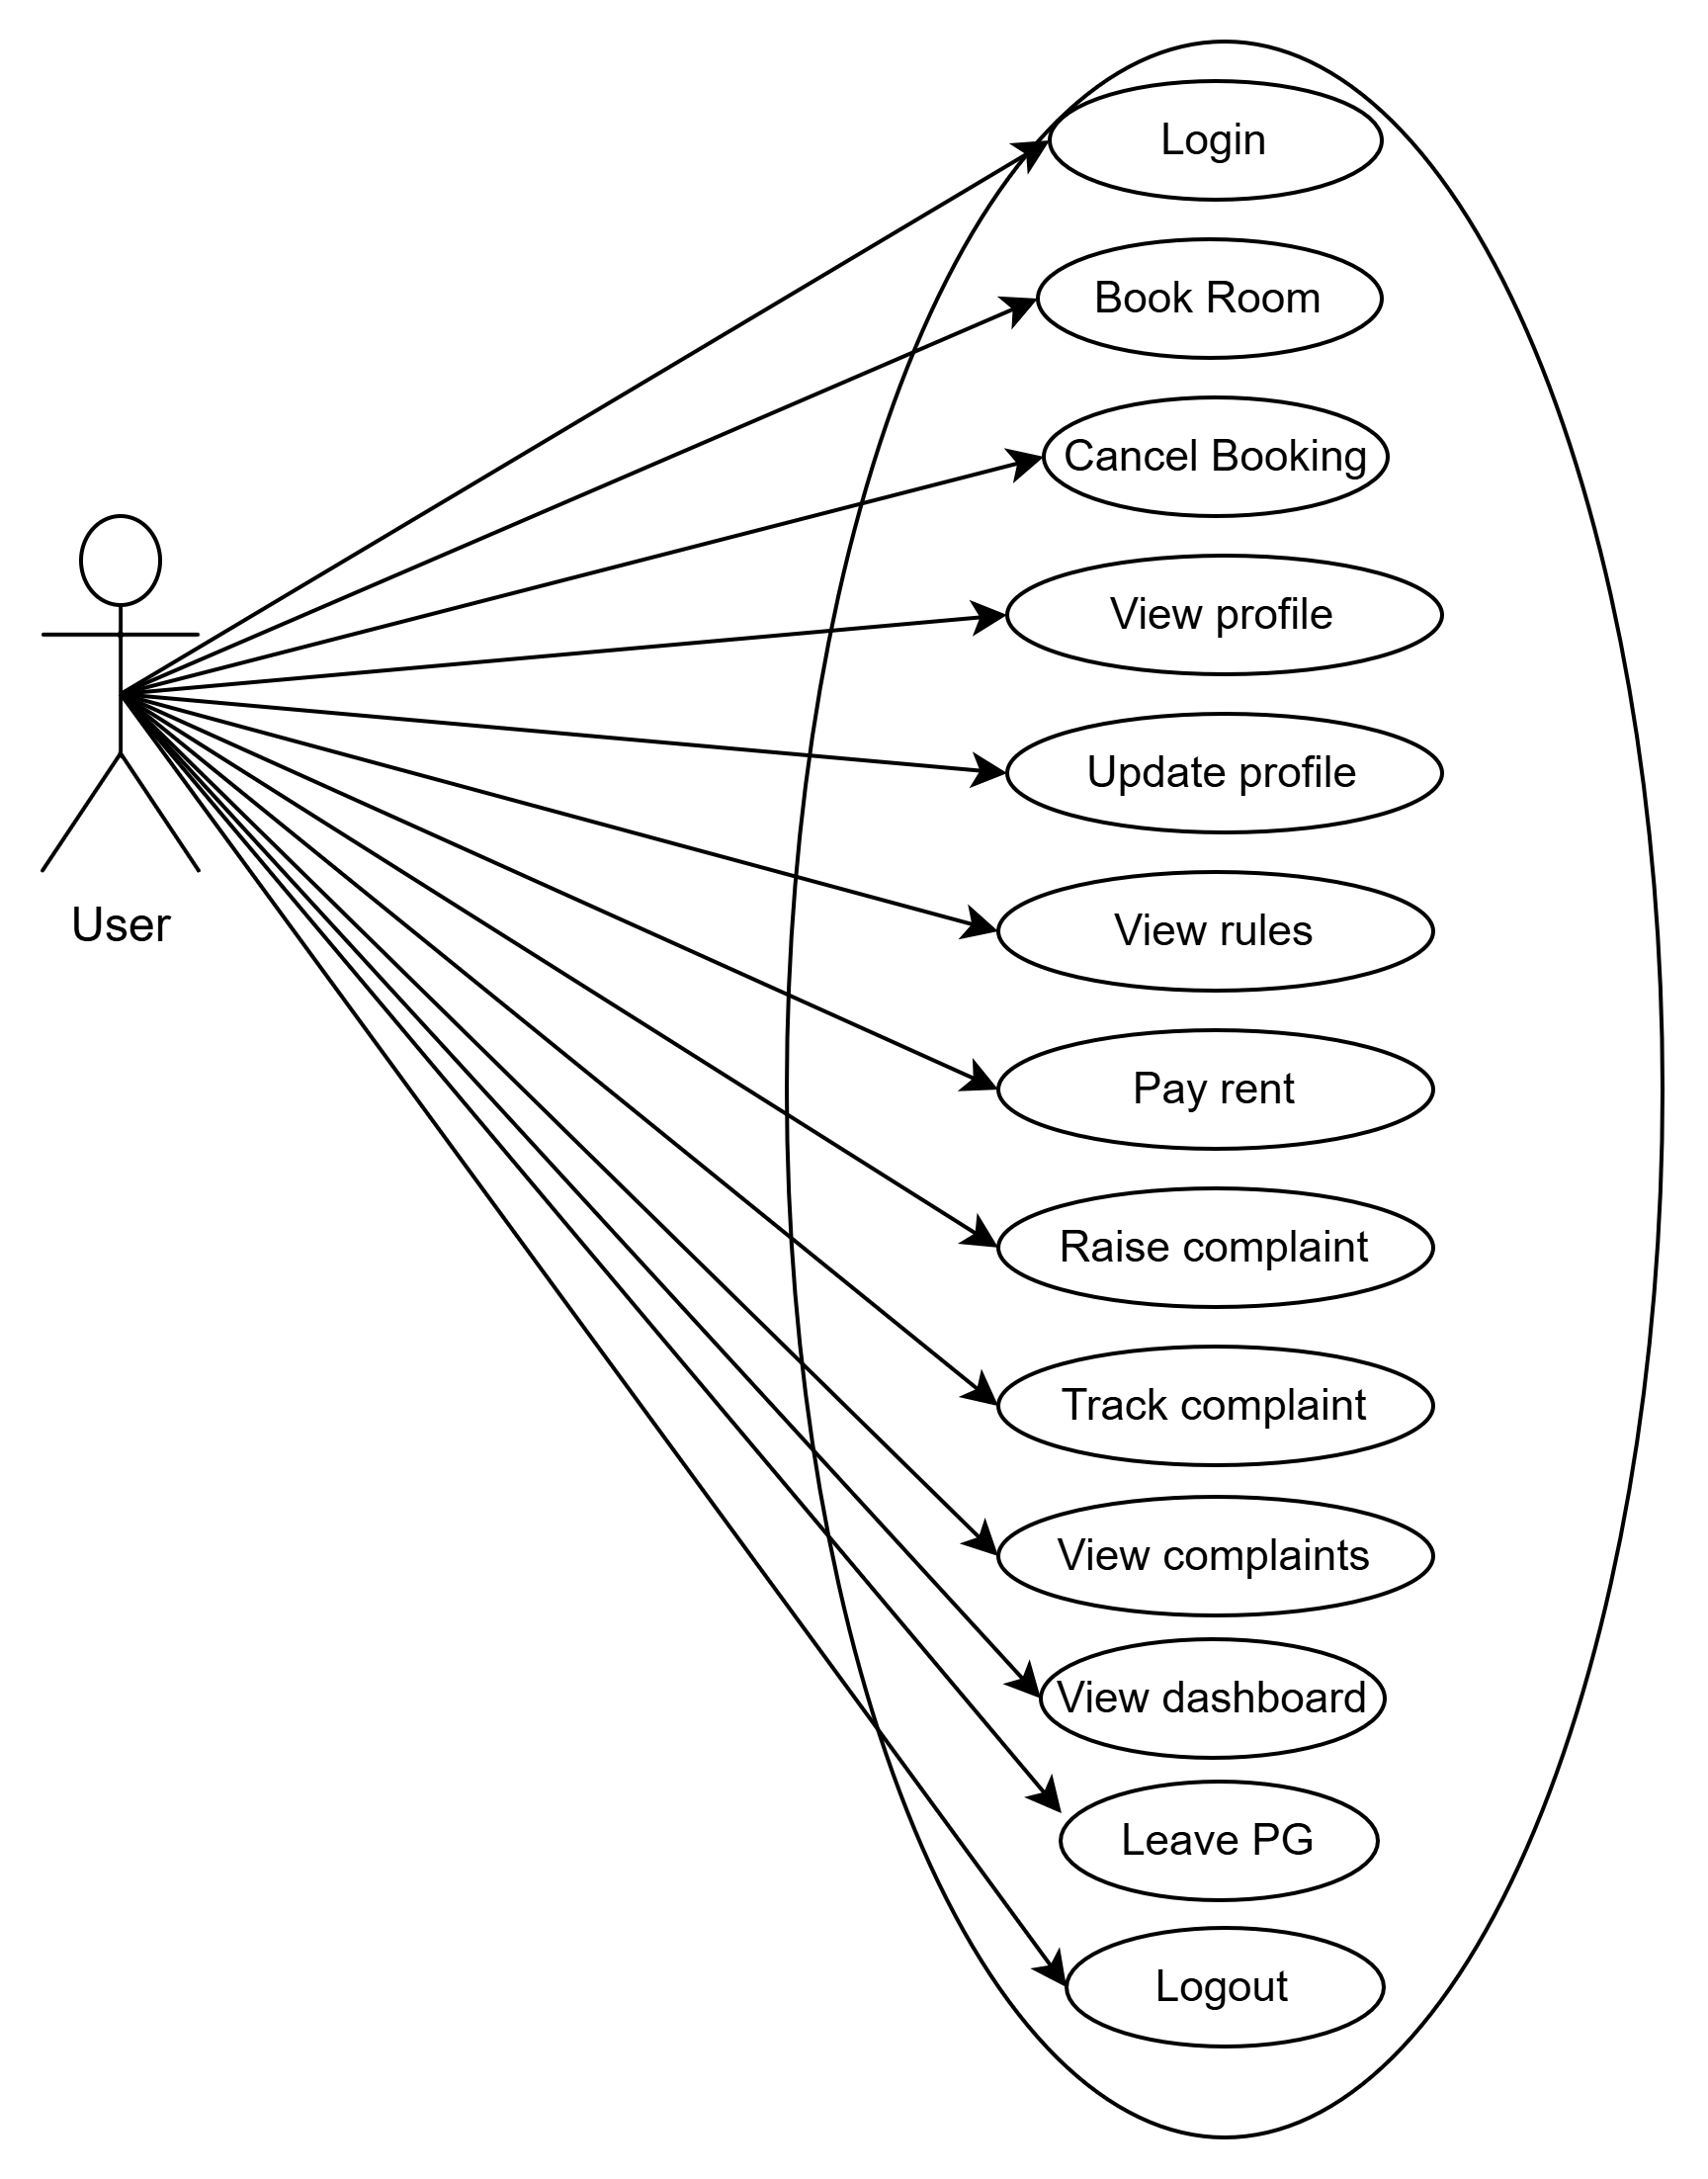 Login
Book Room
Cancel Booking
View profile
Update profile
User
View rules
Pay rent
Raise complaint
Track complaint
View complaints
View dashboard
Leave PG
Logout